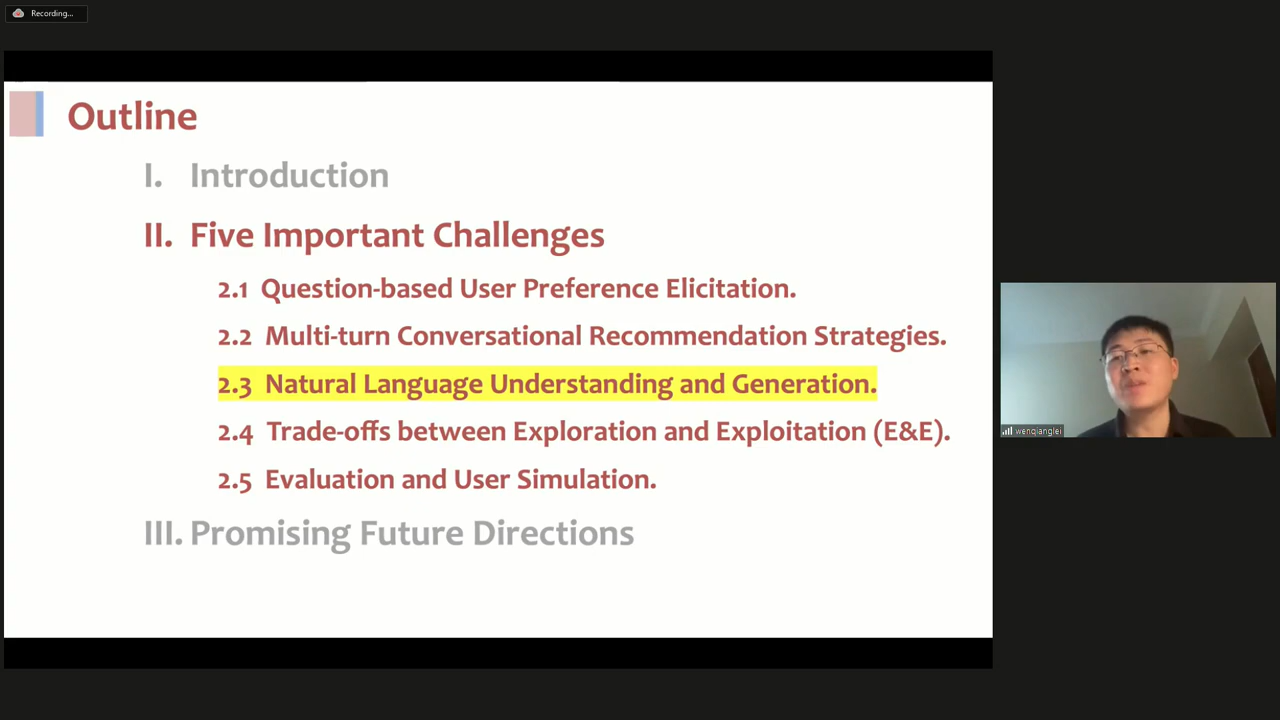 Recording...
Outline
I. Introduction
II. Five Important Challenges
2.1 Question-based User Preference Elicitation.
2.2 Multi-turn Conversational Recommendation Strategies.
2.3 Natural Language Understanding and Generation.
2.4 Trade-offs between Exploration and Exploitation (E&E).
2.5 Evaluation and User Simulation.
III. Promising Future Directions
wenqianglei